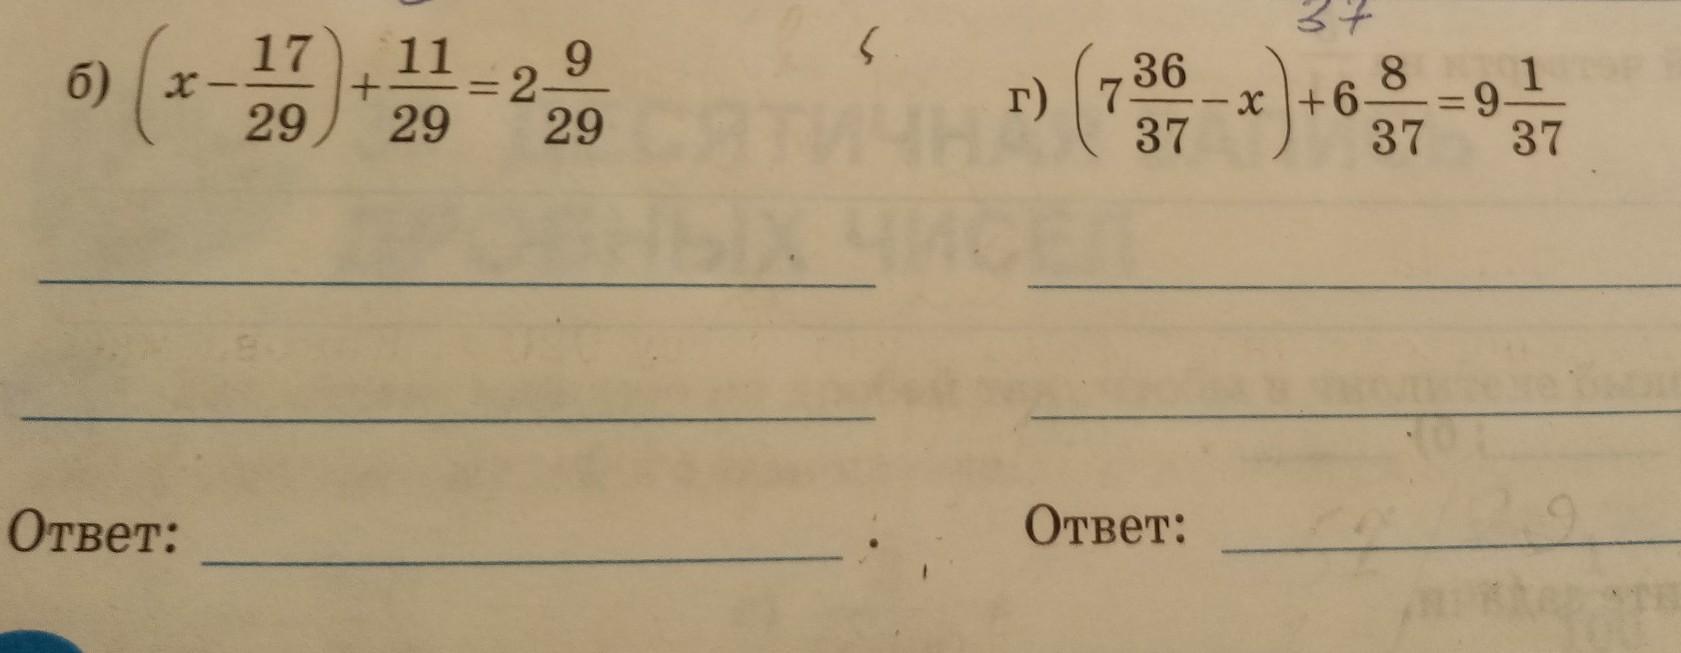 37
б) (x − 17/29) + 11/29 = 2 9/29
г) (7 36/37 − x) + 6 8/37 = 9 1/37
Ответ: .
Ответ: